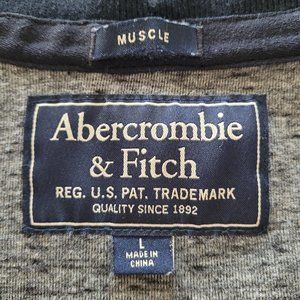 MUSCLE
Abercrombie
& Fitch
REG. U.S. PAT. TRADEMARK
QUALITY SINCE 1892
L
MADE IN
CHINA